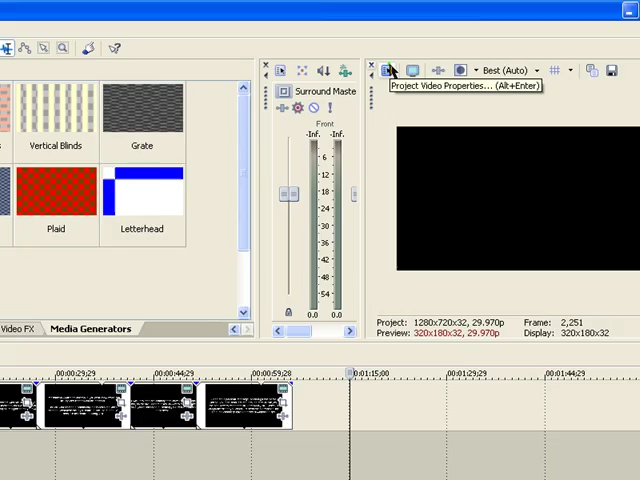 Best (Auto)
Project Video Properties... (Alt+Enter)
Surround Maste
Front
-Inf. -Inf.
6
12
18
24
30
36
42
48
54
0.0 0.0
s
Vertical Blinds
Grate
Plaid
Letterhead
Video FX
Media Generators
Project: 1280x720x32, 29.970p
Frame: 2,251
Preview: 320x180x32, 29.970p
Display: 320x180x32
00:00:29;29
00:00:44;29
00:00:59;28
00:01:15;00
00:01:29;29
00:01:44;29